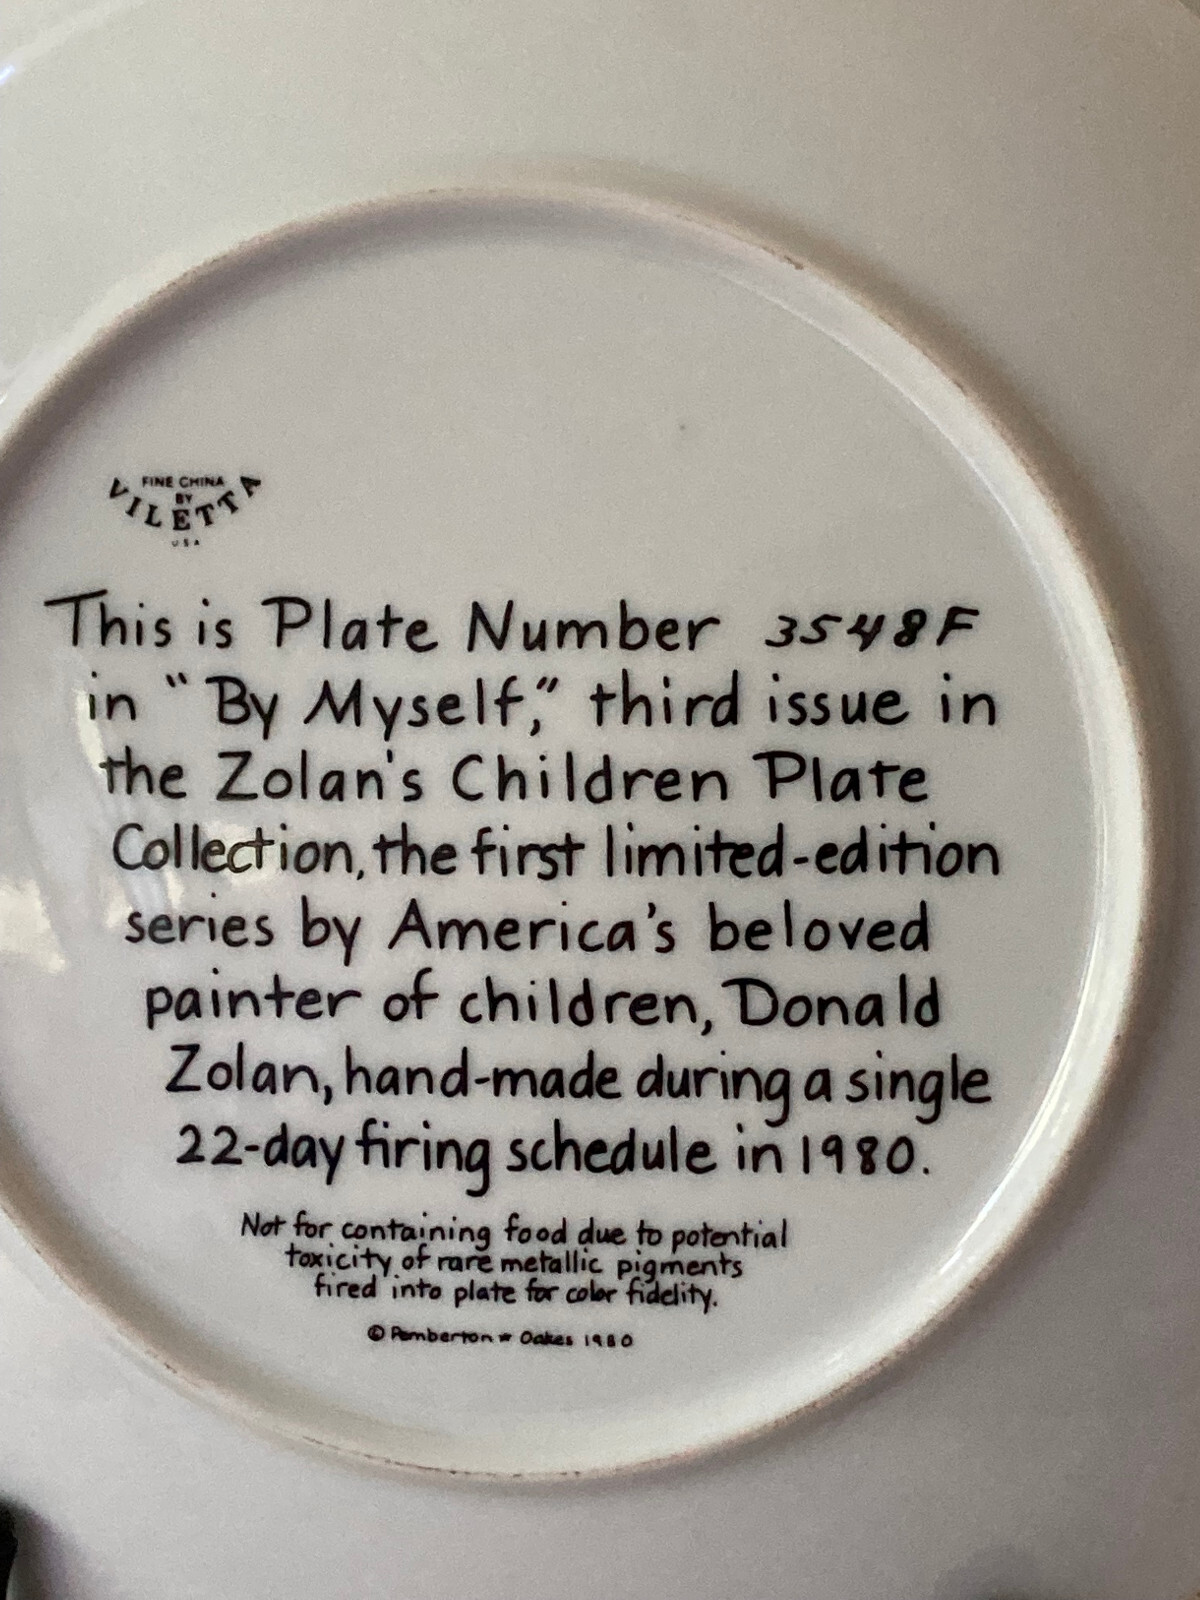 FINE CHINA
BY
VILETTA
USA
This is Plate Number 3548F
in "By Myself," third issue in
the Zolan's Children Plate
Collection, the first limited-edition
series by America's beloved
painter of children, Donald
Zolan, hand-made during a single
22-day firing schedule in 1980.
Not for containing food due to potential
toxicity of rare metallic pigments
fired into plate for color fidelity.
© Pemberton & Oakes 1980